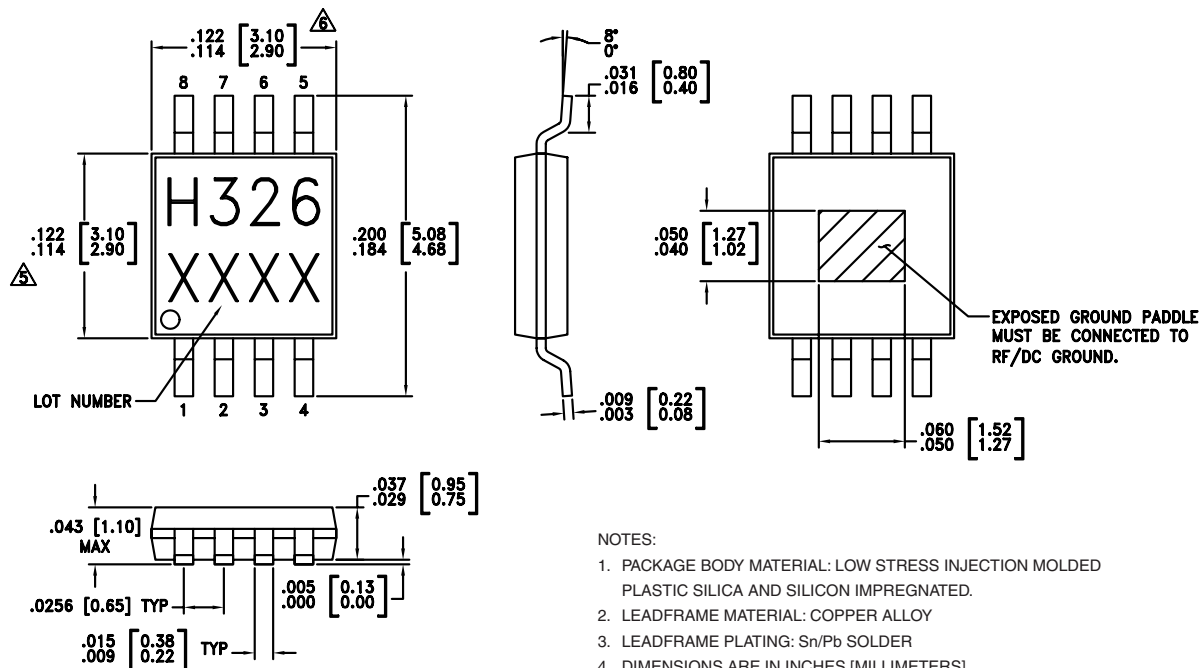 .122 [3.10]
.114 [2.90]
6
8 7 6 5
H326
XXXX
.122 [3.10]
.114 [2.90]
5
.200 [5.08]
.184 [4.68]
LOT NUMBER
1 2 3 4
8°
0°
.031 [0.80]
.016 [0.40]
.009 [0.22]
.003 [0.08]
.050 [1.27]
.040 [1.02]
EXPOSED GROUND PADDLE
MUST BE CONNECTED TO
RF/DC GROUND.
.060 [1.52]
.050 [1.27]
.037 [0.95]
.029 [0.75]
.043 [1.10]
MAX
.005 [0.13]
.000 [0.00]
.0256 [0.65] TYP
.015 [0.38]
.009 [0.22]
TYP
NOTES:
1. PACKAGE BODY MATERIAL: LOW STRESS INJECTION MOLDED
PLASTIC SILICA AND SILICON IMPREGNATED.
2. LEADFRAME MATERIAL: COPPER ALLOY
3. LEADFRAME PLATING: Sn/Pb SOLDER
4. DIMENSIONS ARE IN INCHES [MILLIMETERS]